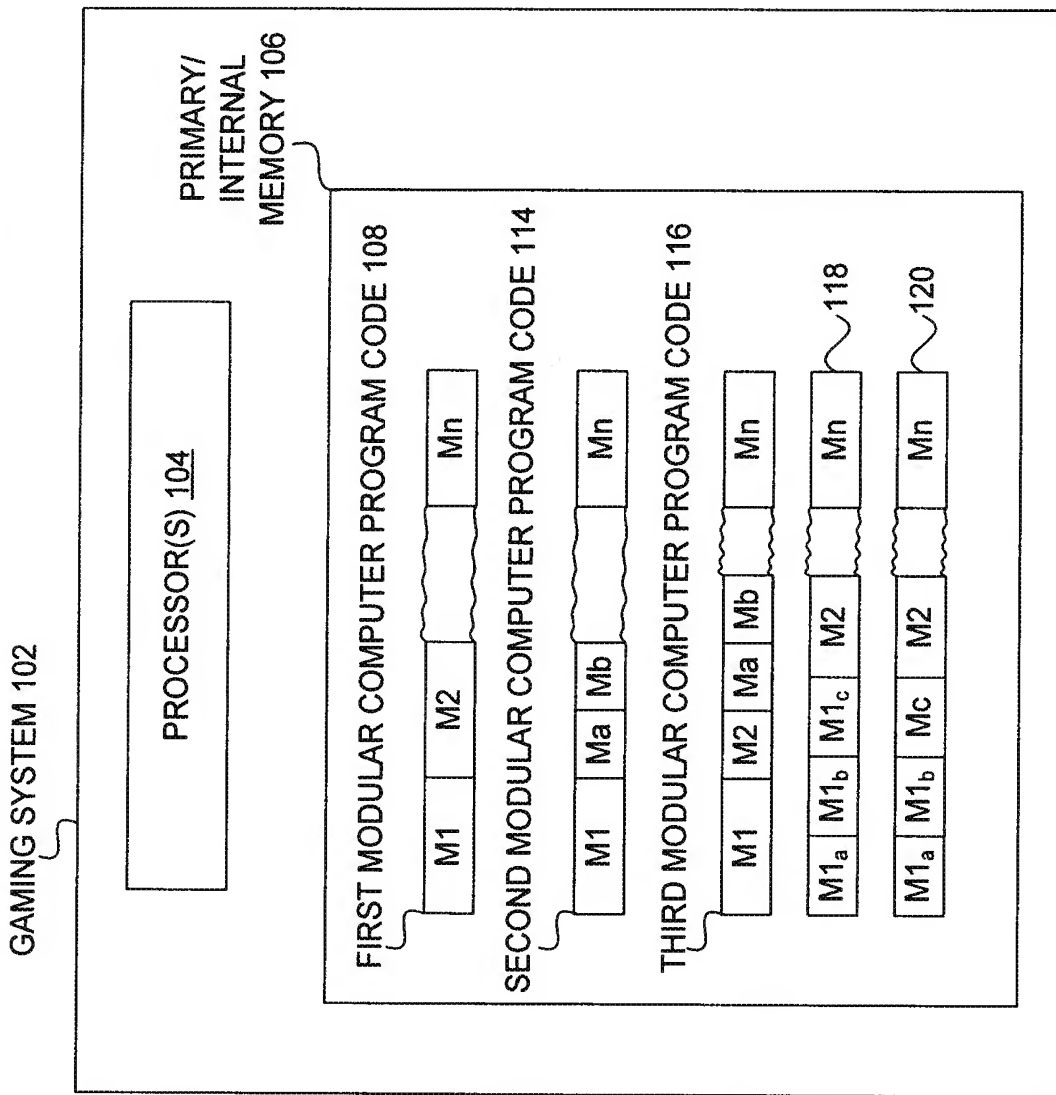 GAMING SYSTEM 102
PROCESSOR(S) 104
PRIMARY/
INTERNAL
MEMORY 106
FIRST MODULAR COMPUTER PROGRAM CODE 108
M1 M2 Mn
SECOND MODULAR COMPUTER PROGRAM CODE 114
M1 Ma Mb Mn
THIRD MODULAR COMPUTER PROGRAM CODE 116
M1 M2 Ma Mb Mn
M1a M1b M1c M2 Mn 118
M1a M1b Mc M2 Mn 120